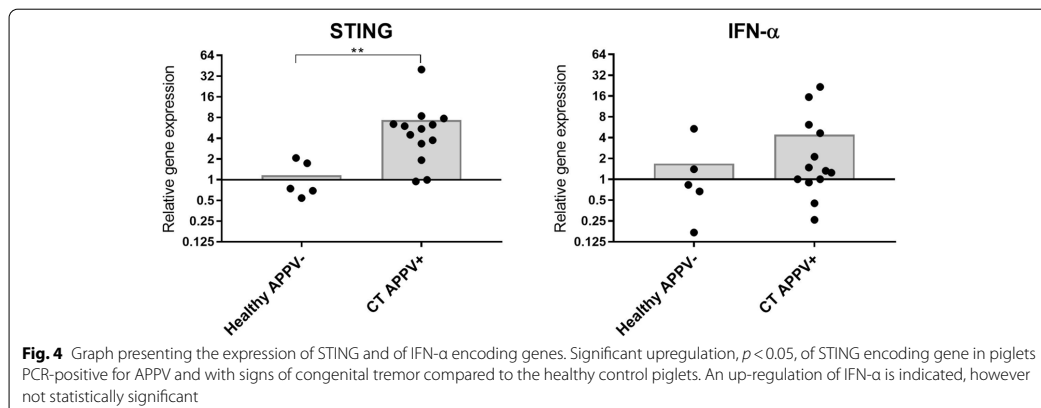 STING
Relative gene expression
64
32
16
8
4
2
1
0.5
0.25
0.125
**
Healthy APPV-
CT APPV+
IFN-α
Relative gene expression
64
32
16
8
4
2
1
0.5
0.25
0.125
Healthy APPV-
CT APPV+
Fig. 4 Graph presenting the expression of STING and of IFN-α encoding genes. Significant upregulation, p < 0.05, of STING encoding gene in piglets
PCR-positive for APPV and with signs of congenital tremor compared to the healthy control piglets. An up-regulation of IFN-α is indicated, however
not statistically significant